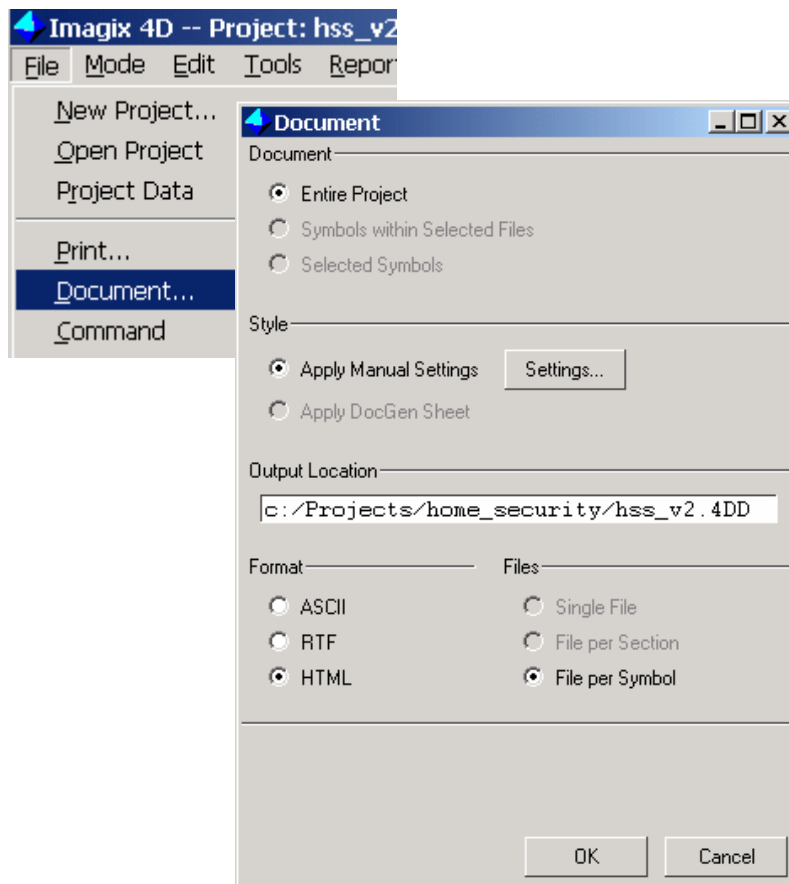 Imagix 4D -- Project: hss_v2
File Mode Edit Tools Repor
New Project...
Open Project
Project Data
Print...
Document...
Command
Document
Document
Entire Project
Symbols within Selected Files
Selected Symbols
Style
Apply Manual Settings Settings...
Apply DocGen Sheet
Output Location
c:/Projects/home_security/hss_v2.4DD
Format Files
ASCII Single File
RTF File per Section
HTML File per Symbol
OK Cancel